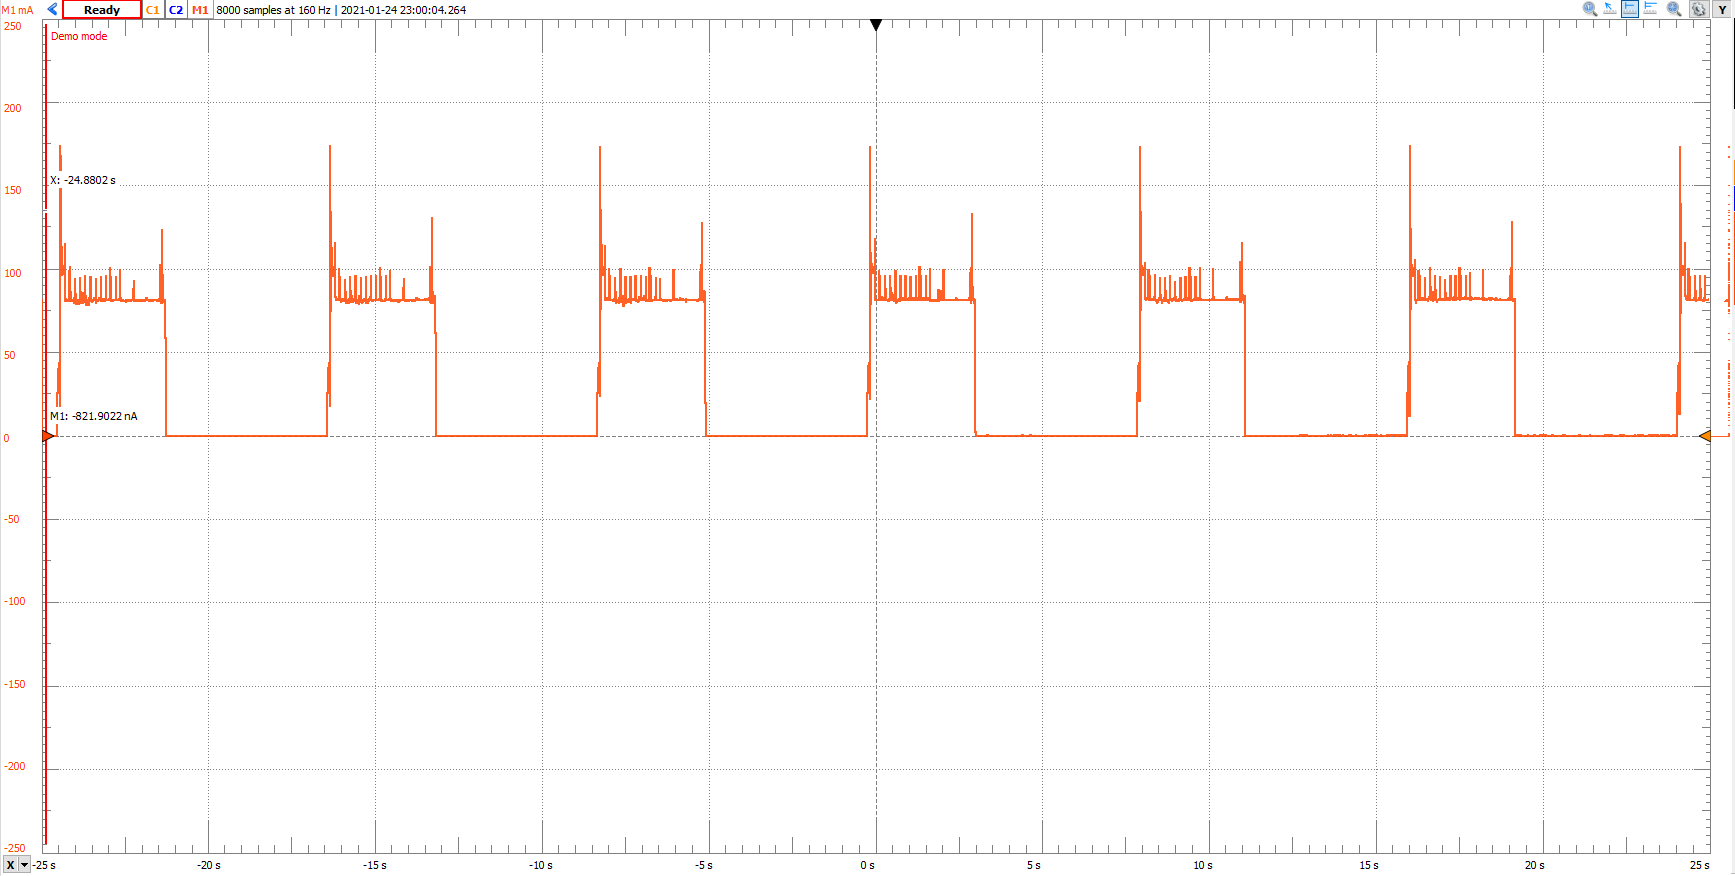 M1 mA Ready C1 C2 M1 8000 samples at 160 Hz | 2021-01-24 23:00:04.264 Y
Demo mode
250
200
X: -24.8802 s
150
100
50
M1: -821.9022 nA
0
-50
-100
-150
-200
-250
X -25 s -20 s -15 s -10 s -5 s 0 s 5 s 10 s 15 s 20 s 25 s